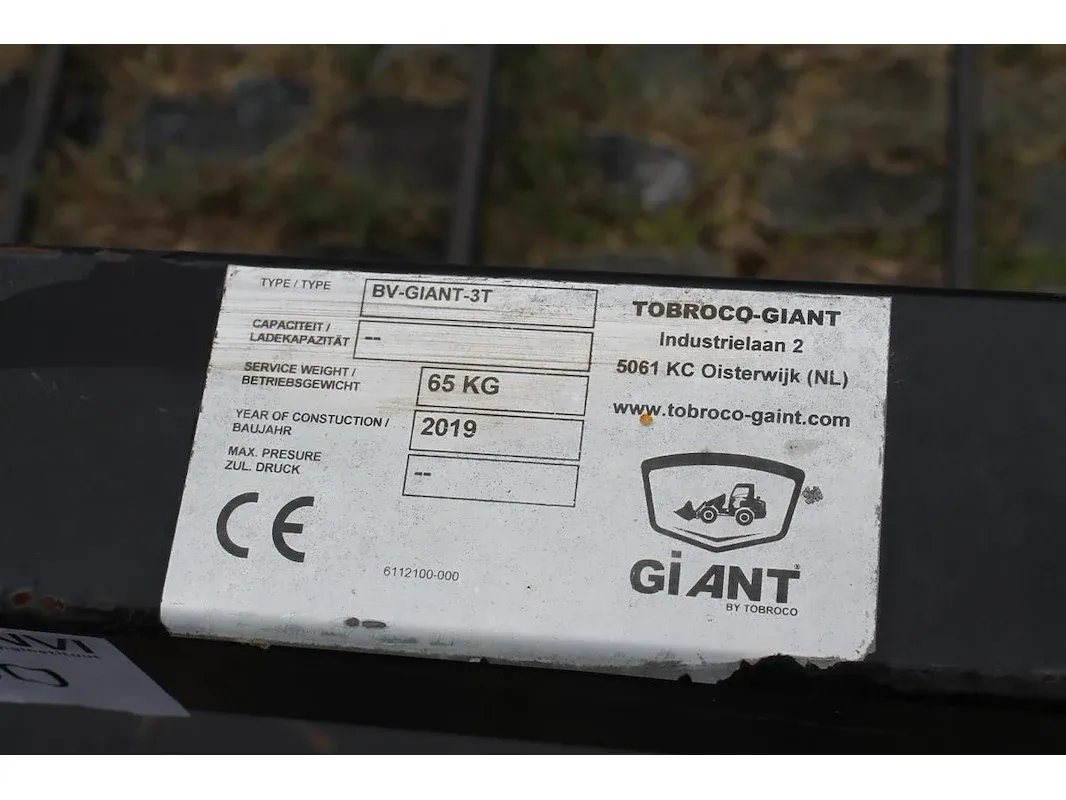 TYPE / TYPE BV-GIANT-3T
CAPACITEIT /
LADEKAPAZITÄT --
SERVICE WEIGHT /
BETRIEBSGEWICHT 65 KG
YEAR OF CONSTUCTION /
BAUJAHR 2019
MAX. PRESURE
ZUL. DRUCK --
CE
6112100-000
TOBROCO-GIANT
Industrielaan 2
5061 KC Oisterwijk (NL)
www.tobroco-gaint.com
GiANT®
BY TOBROCO